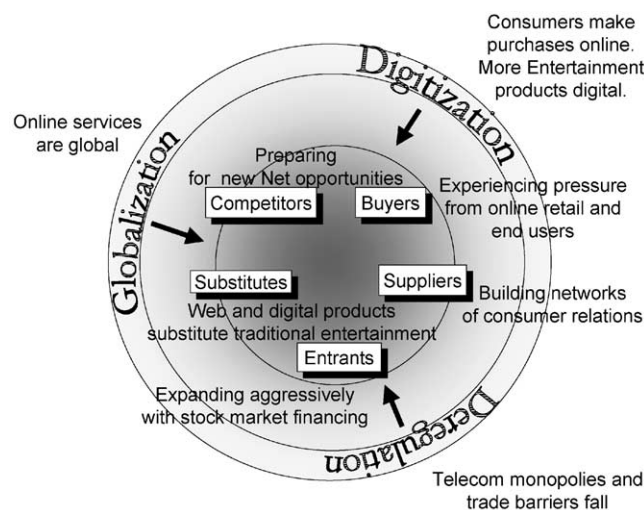 Consumers make
purchases online.
More Entertainment
products digital.
Digitization
Online services
are global
Globalization
Preparing
for new Net opportunities
Competitors
Buyers
Experiencing pressure
from online retail and
end users
Substitutes
Suppliers
Web and digital products
substitute traditional entertainment
Building networks
of consumer relations
Entrants
Expanding aggressively
with stock market financing
Deregulation
Telecom monopolies and
trade barriers fall